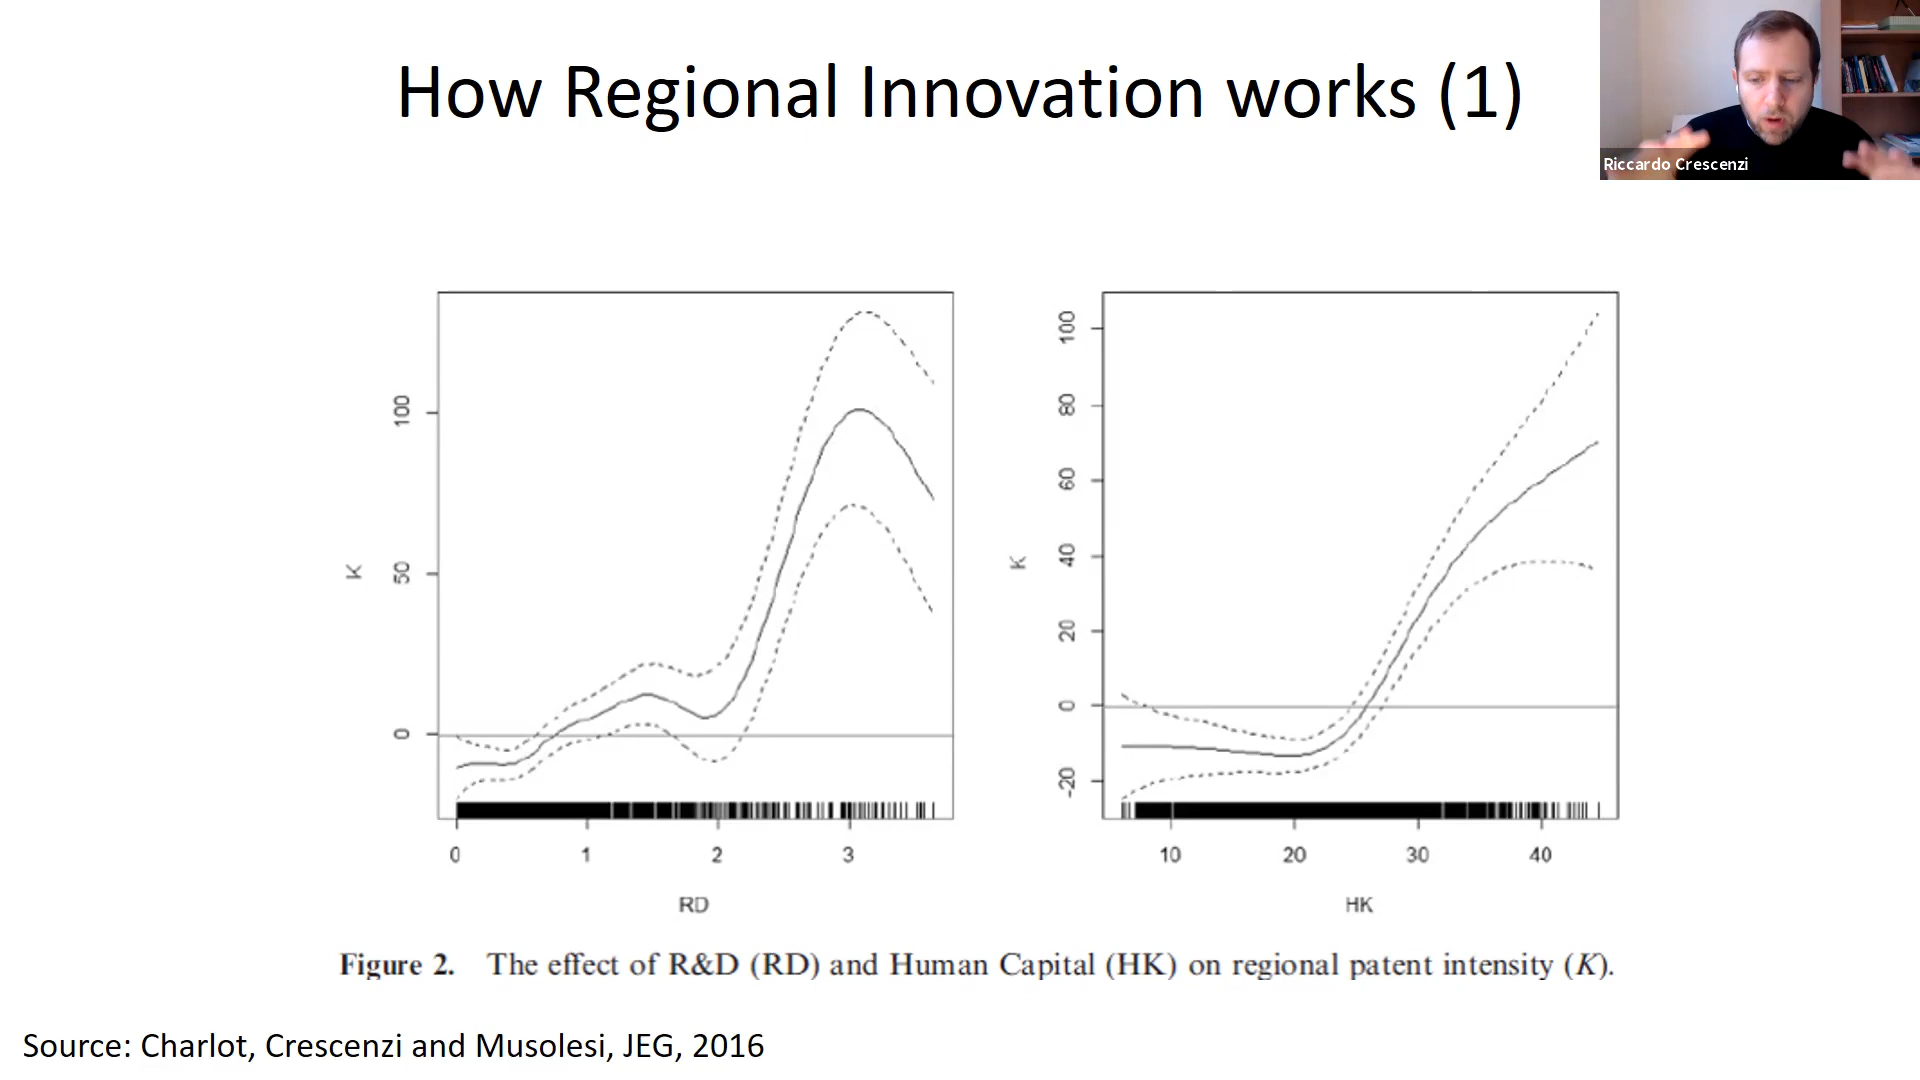 How Regional Innovation works (1)
Riccardo Crescenzi
K
100
50
0
0 1 2 3
RD
K
100
80
60
40
20
0
-20
10 20 30 40
HK
Figure 2. The effect of R&D (RD) and Human Capital (HK) on regional patent intensity (K).
Source: Charlot, Crescenzi and Musolesi, JEG, 2016